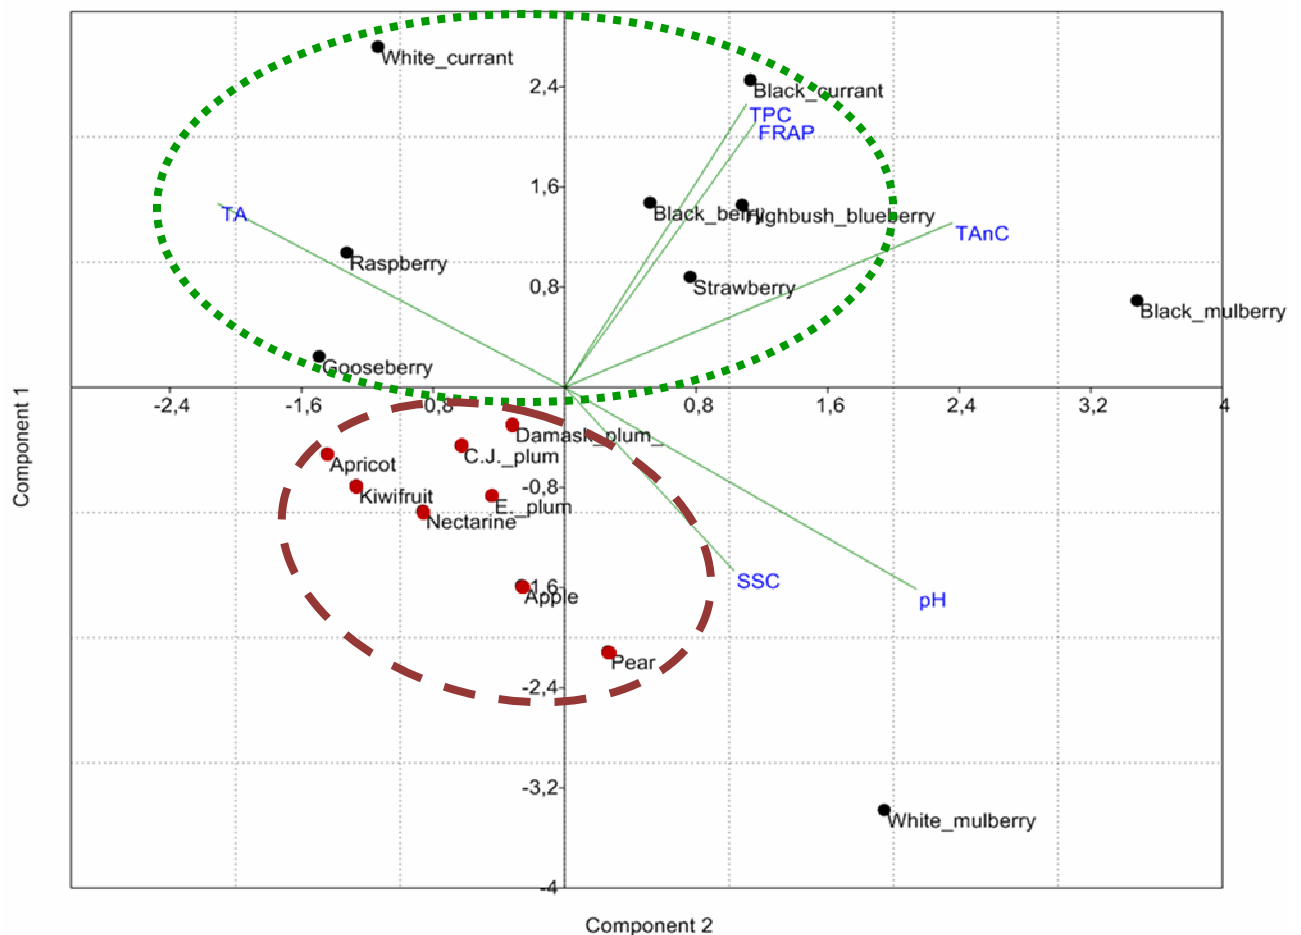 White_currant
2,4
Black_currant
TPC
FRAP
1,6
Black_berry
Highbush_blueberry
TA
TAnC
Raspberry
0,8
Strawberry
Black_mulberry
Gooseberry
-2,4
-1,6
-0,8
0,8
1,6
2,4
3,2
4
Component 1
Damask_plum_
C.J._plum
Apricot
-0,8
Kiwifruit
E._plum
Nectarine
SSC
-1,6
Apple
pH
Pear
-2,4
-3,2
White_mulberry
-4
Component 2